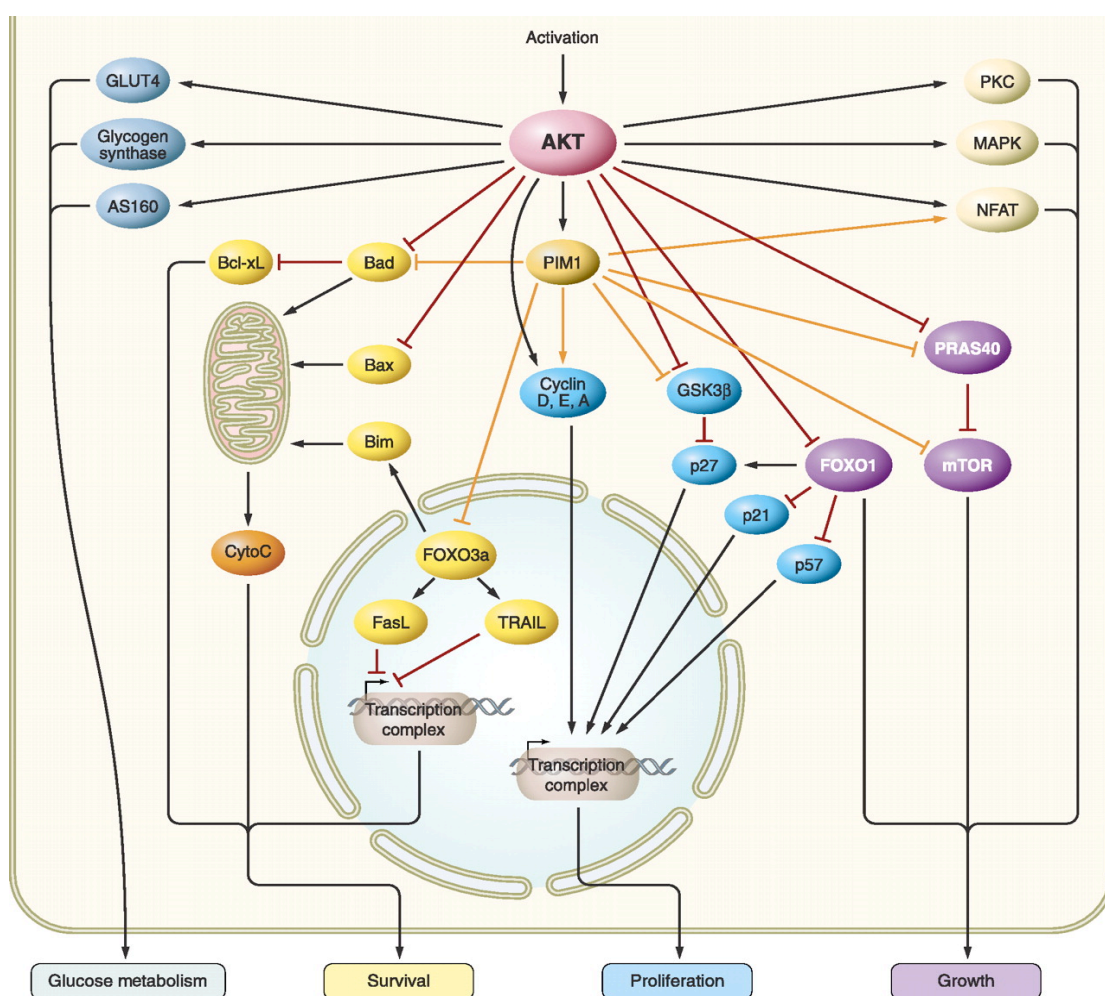 Activation
GLUT4
AKT
PKC
Glycogen
synthase
MAPK
AS160
NFAT
Bcl-xL
Bad
PIM1
PRAS40
Bax
Cyclin
D, E, A
GSK3β
Bim
p27
FOXO1
mTOR
p21
CytoC
FOXO3a
p57
FasL
TRAIL
Transcription
complex
Transcription
complex
Glucose metabolism
Survival
Proliferation
Growth